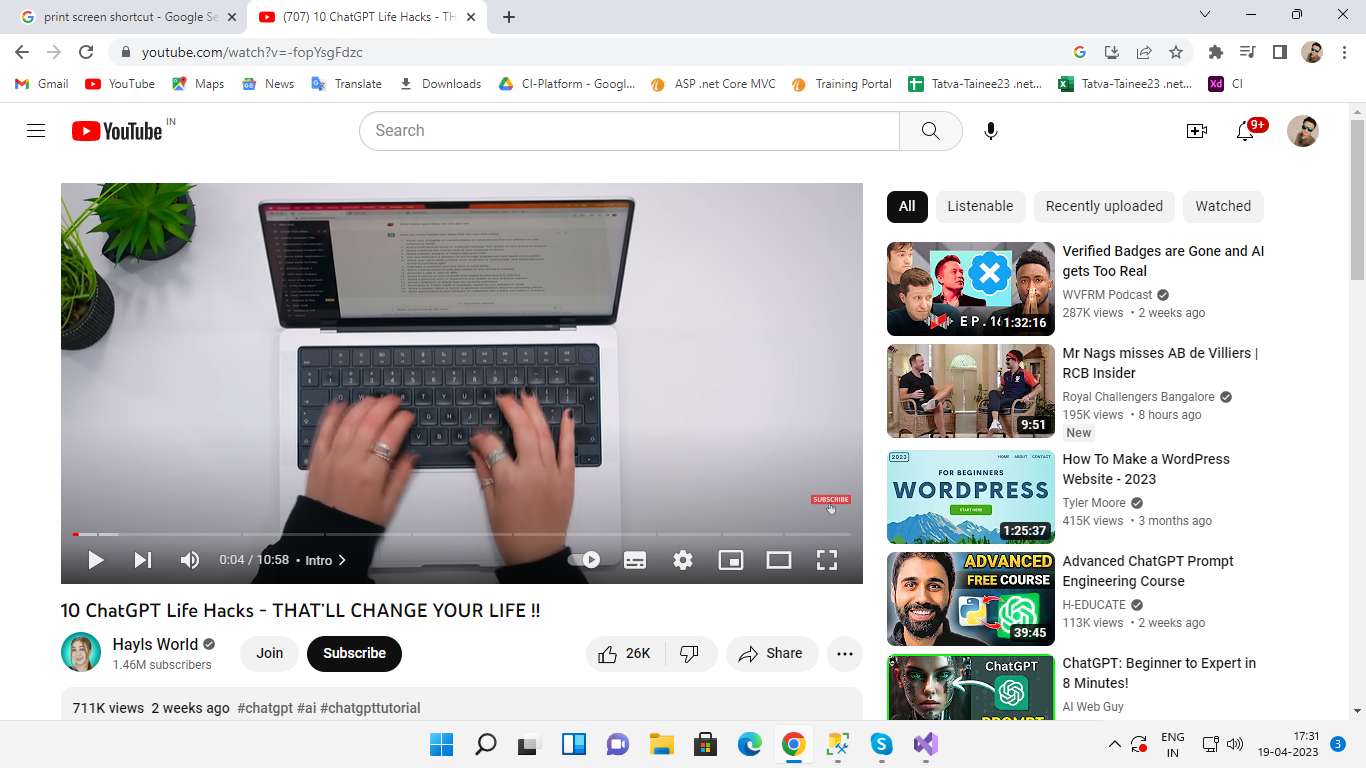 print screen shortcut - Google Se
(707) 10 ChatGPT Life Hacks - TH
youtube.com/watch?v=-fopYsgFdzc
Gmail
YouTube
Maps
News
Translate
Downloads
CI-Platform - Googl...
ASP .net Core MVC
Training Portal
Tatva-Tainee23 .net...
Tatva-Tainee23 .net...
Xd
CI
YouTube
IN
Search
9+
SUBSCRIBE
0:04 / 10:58 • Intro
10 ChatGPT Life Hacks - THAT'LL CHANGE YOUR LIFE !!
Hayls World
1.46M subscribers
Join
Subscribe
26K
Share
711K views 2 weeks ago #chatgpt #ai #chatgpttutorial
All
Listenable
Recently uploaded
Watched
1:32:16
Verified Badges are Gone and AI
gets Too Real
WVFRM Podcast
287K views • 2 weeks ago
9:51
Mr Nags misses AB de Villiers |
RCB Insider
Royal Challengers Bangalore
195K views • 8 hours ago
New
2023
HOME ABOUT CONTACT
FOR BEGINNERS
WORDPRESS
START HERE
1:25:37
How To Make a WordPress
Website - 2023
Tyler Moore
415K views • 3 months ago
ADVANCED
FREE COURSE
39:45
Advanced ChatGPT Prompt
Engineering Course
H-EDUCATE
113K views • 2 weeks ago
ChatGPT
PROMPT
ChatGPT: Beginner to Expert in
8 Minutes!
AI Web Guy
ENG
IN
17:31
19-04-2023
3